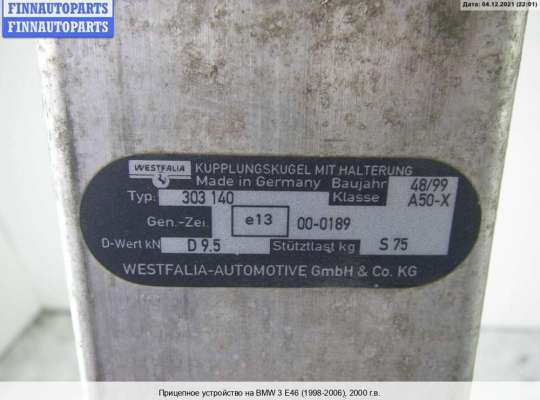 FINNAUTOPARTS
FINNAUTOPARTS
Дата: 04.12.2021 (22:01)
WESTFALIA KUPPLUNGSKUGEL MIT HALTERUNG
Made in Germany Baujahr 48/99
Typ: 303 140 Klasse A50-X
Gen.-Zei. e13 00-0189
D-Wert kN D 9.5 Stützlast kg S 75
WESTFALIA-AUTOMOTIVE GmbH & Co. KG
Прицепное устройство на BMW 3 E46 (1998-2006), 2000 г.в.